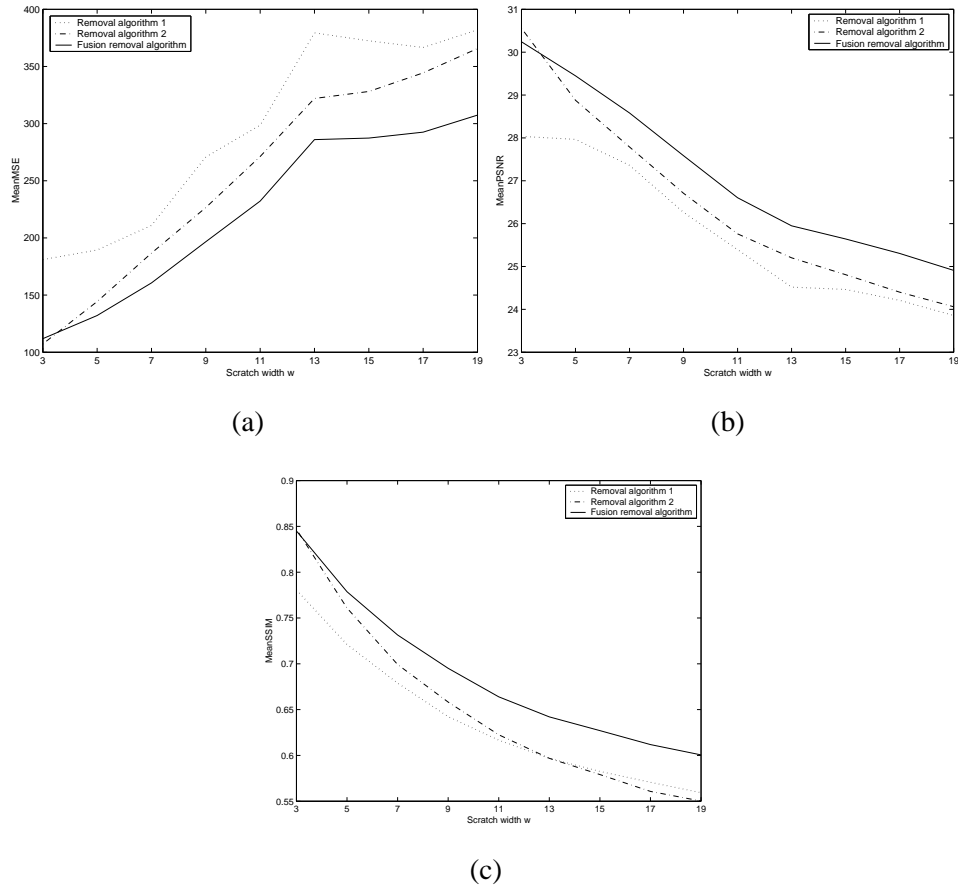 400
350
300
250
200
150
100
MeanMSE
3 5 7 9 11 13 15 17 19
Scratch width w
Removal algorithm 1
Removal algorithm 2
Fusion removal algorithm
(a)
31
30
29
28
27
26
25
24
23
MeanPSNR
3 5 7 9 11 13 15 17 19
Scratch width w
Removal algorithm 1
Removal algorithm 2
Fusion removal algorithm
(b)
0.9
0.85
0.8
0.75
0.7
0.65
0.6
0.55
MeanSSIM
3 5 7 9 11 13 15 17 19
Scratch width w
Removal algorithm 1
Removal algorithm 2
Fusion removal algorithm
(c)